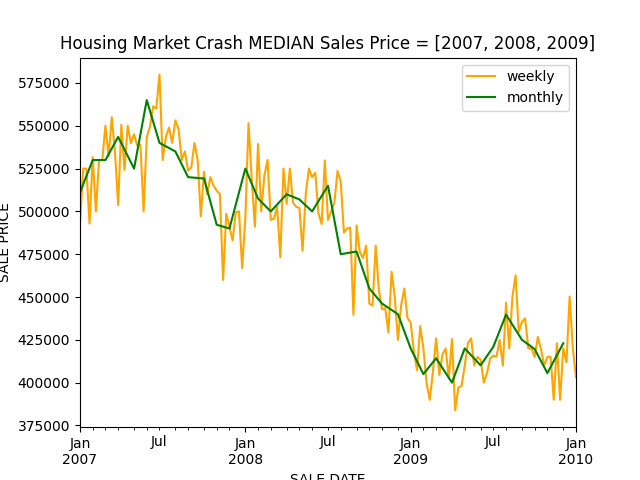 Housing Market Crash MEDIAN Sales Price = [2007, 2008, 2009]
weekly
monthly
SALE PRICE
575000
550000
525000
500000
475000
450000
425000
400000
375000
Jan Jul Jan Jul Jan Jul Jan
2007 2008 2009 2010
SALE DATE